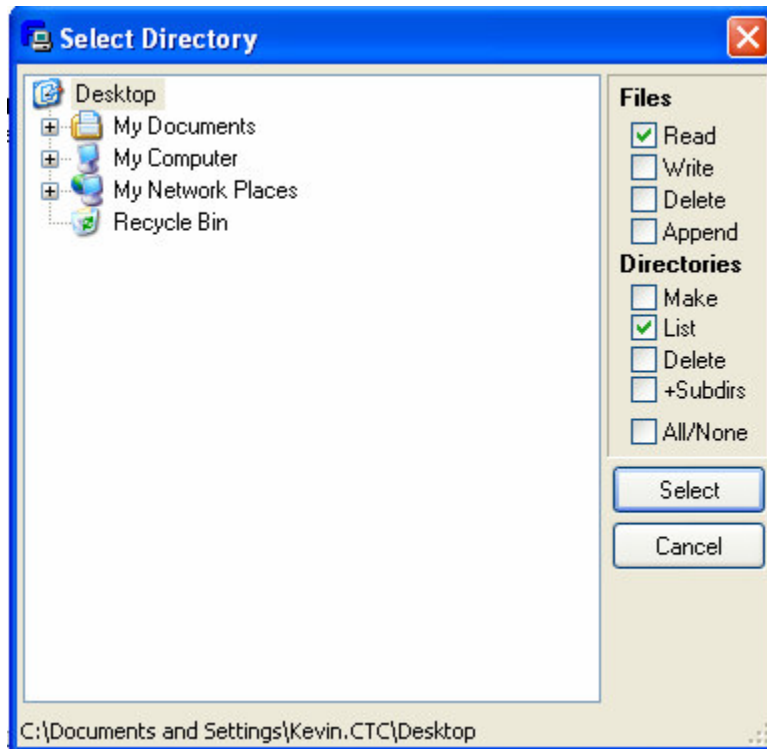 Select Directory
Desktop
My Documents
My Computer
My Network Places
Recycle Bin
Files
Read
Write
Delete
Append
Directories
Make
List
Delete
+Subdirs
All/None
Select
Cancel
C:\Documents and Settings\Kevin.CTC\Desktop